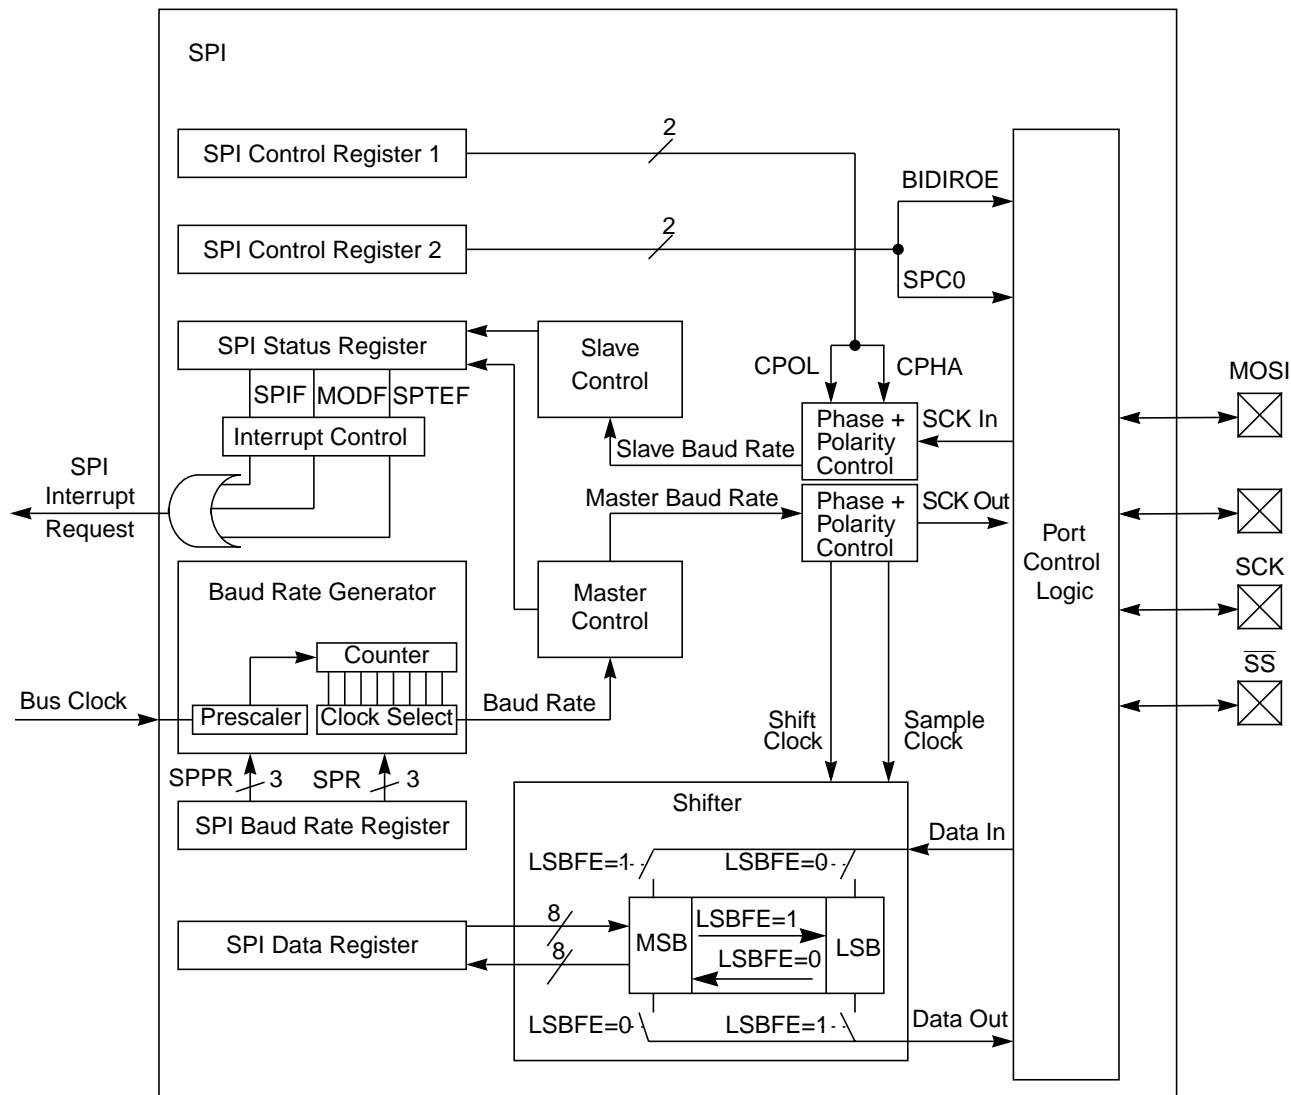 SPI
SPI Control Register 1
2
BIDIROE
SPI Control Register 2
2
SPC0
SPI Status Register
Slave
Control
CPOL
CPHA
SPIF
MODF
SPTEF
Interrupt Control
Slave Baud Rate
Phase +
Polarity
Control
SCK In
MOSI
SPI
Interrupt
Request
Master Baud Rate
Phase +
Polarity
Control
SCK Out
Port
Control
Logic
SCK
SS
Baud Rate Generator
Master
Control
Counter
Bus Clock
Prescaler
Clock Select
Baud Rate
Shift
Clock
Sample
Clock
SPPR
3
SPR
3
SPI Baud Rate Register
Shifter
Data In
LSBFE=1
LSBFE=0
SPI Data Register
8
8
MSB
LSBFE=1
LSBFE=0
LSB
LSBFE=0
LSBFE=1
Data Out